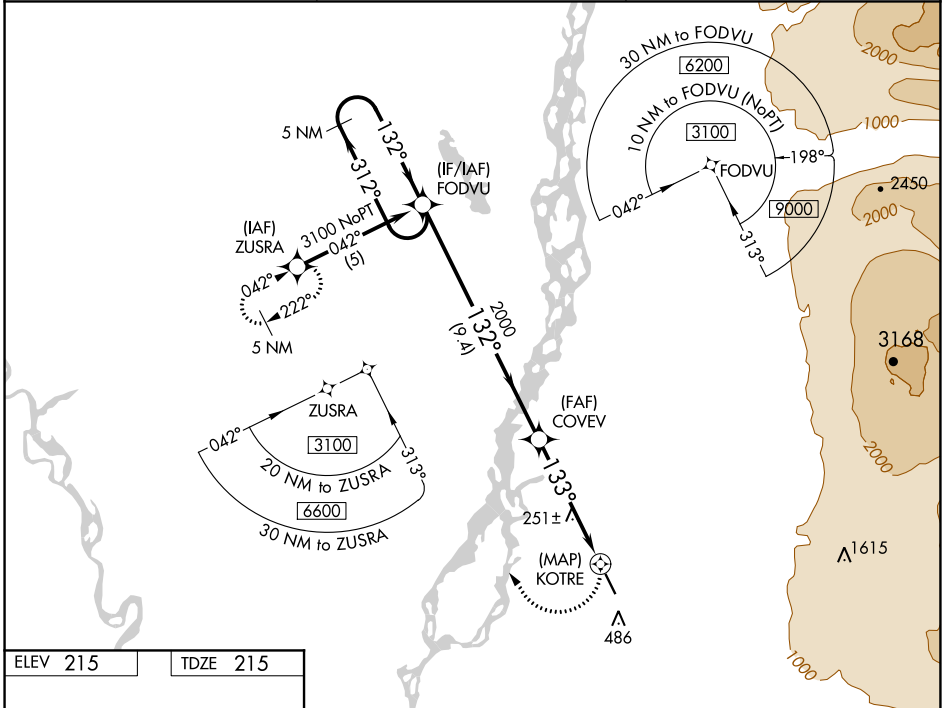 30 NM to FODVU
6200
10 NM to FODVU (NoPT)
3100
FODVU
042°
198°
9000
313°
2000
1000
2450
2000
3168
2000
1615
1000
5 NM
132°
312°
(IF/IAF)
FODVU
(IAF)
ZUSRA
3100 NoPT
042°
(5)
042°
222°
5 NM
2000
132°
(9.4)
ZUSRA
042°
3100
313°
20 NM to ZUSRA
6600
30 NM to ZUSRA
(FAF)
COVEV
133°
251±
(MAP)
KOTRE
486
ELEV 215
TDZE 215